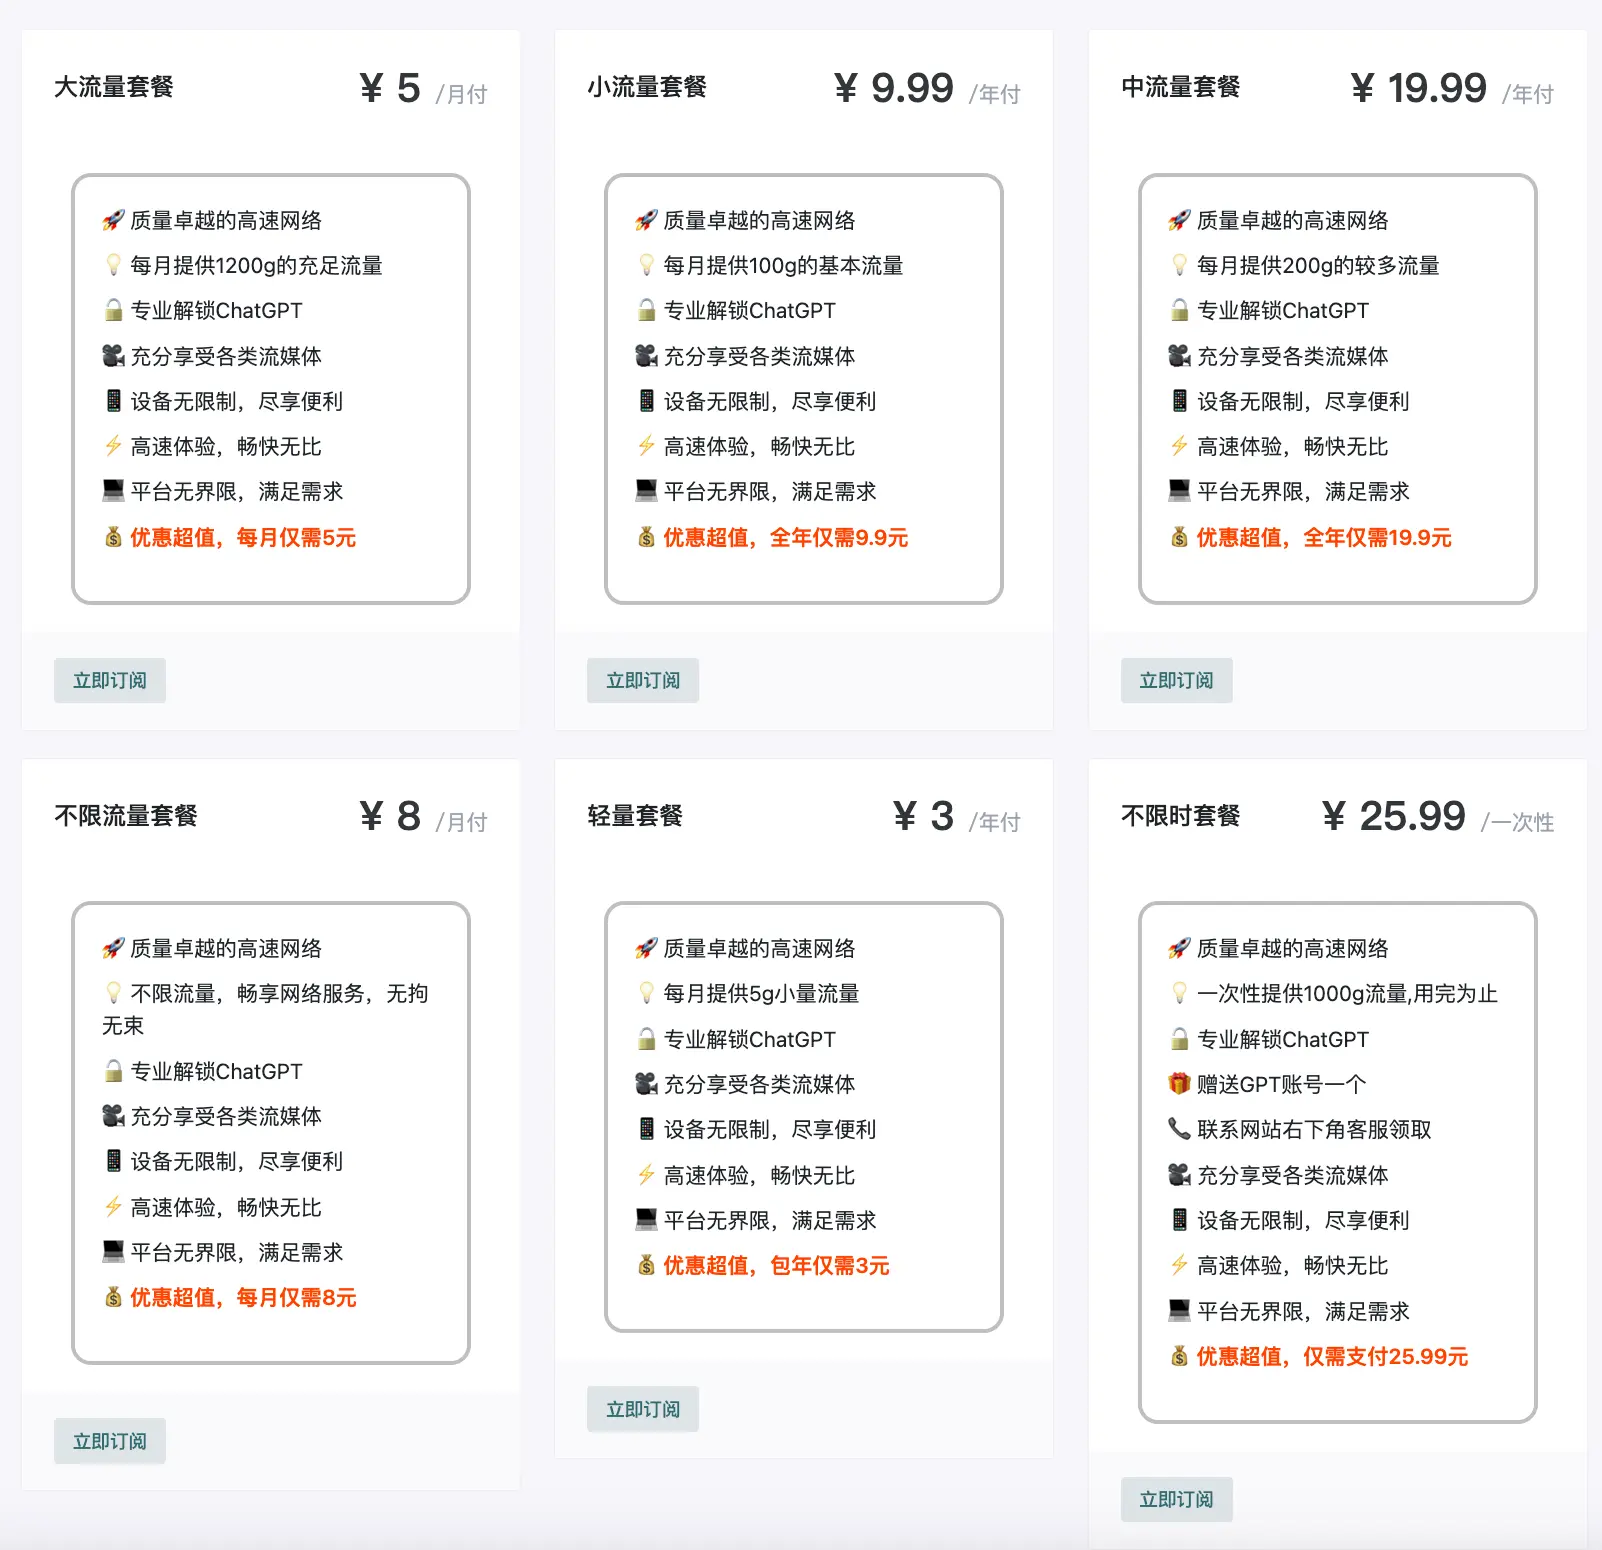 大流量套餐 ¥ 5 /月付
🚀 质量卓越的高速网络
💡 每月提供1200g的充足流量
🔓 专业解锁ChatGPT
🎥 充分享受各类流媒体
📱 设备无限制，尽享便利
⚡ 高速体验，畅快无比
💻 平台无界限，满足需求
💰 优惠超值，每月仅需5元
立即订阅
小流量套餐 ¥ 9.99 /年付
🚀 质量卓越的高速网络
💡 每月提供100g的基本流量
🔓 专业解锁ChatGPT
🎥 充分享受各类流媒体
📱 设备无限制，尽享便利
⚡ 高速体验，畅快无比
💻 平台无界限，满足需求
💰 优惠超值，全年仅需9.9元
立即订阅
中流量套餐 ¥ 19.99 /年付
🚀 质量卓越的高速网络
💡 每月提供200g的较多流量
🔓 专业解锁ChatGPT
🎥 充分享受各类流媒体
📱 设备无限制，尽享便利
⚡ 高速体验，畅快无比
💻 平台无界限，满足需求
💰 优惠超值，全年仅需19.9元
立即订阅
不限流量套餐 ¥ 8 /月付
🚀 质量卓越的高速网络
💡 不限流量，畅享网络服务，无拘
无束
🔓 专业解锁ChatGPT
🎥 充分享受各类流媒体
📱 设备无限制，尽享便利
⚡ 高速体验，畅快无比
💻 平台无界限，满足需求
💰 优惠超值，每月仅需8元
立即订阅
轻量套餐 ¥ 3 /年付
🚀 质量卓越的高速网络
💡 每月提供5g小量流量
🔓 专业解锁ChatGPT
🎥 充分享受各类流媒体
📱 设备无限制，尽享便利
⚡ 高速体验，畅快无比
💻 平台无界限，满足需求
💰 优惠超值，包年仅需3元
立即订阅
不限时套餐 ¥ 25.99 /一次性
🚀 质量卓越的高速网络
💡 一次性提供1000g流量,用完为止
🔓 专业解锁ChatGPT
🎁 赠送GPT账号一个
📞 联系网站右下角客服领取
🎥 充分享受各类流媒体
📱 设备无限制，尽享便利
⚡ 高速体验，畅快无比
💻 平台无界限，满足需求
💰 优惠超值，仅需支付25.99元
立即订阅